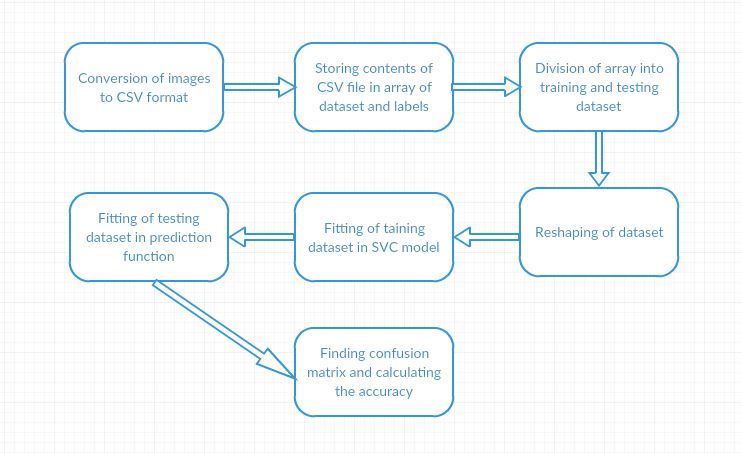 Conversion of images
to CSV format
Storing contents of
CSV file in array of
dataset and labels
Division of array into
training and testing
dataset
Reshaping of dataset
Fitting of taining
dataset in SVC model
Fitting of testing
dataset in prediction
function
Finding confusion
matrix and calculating
the accuracy